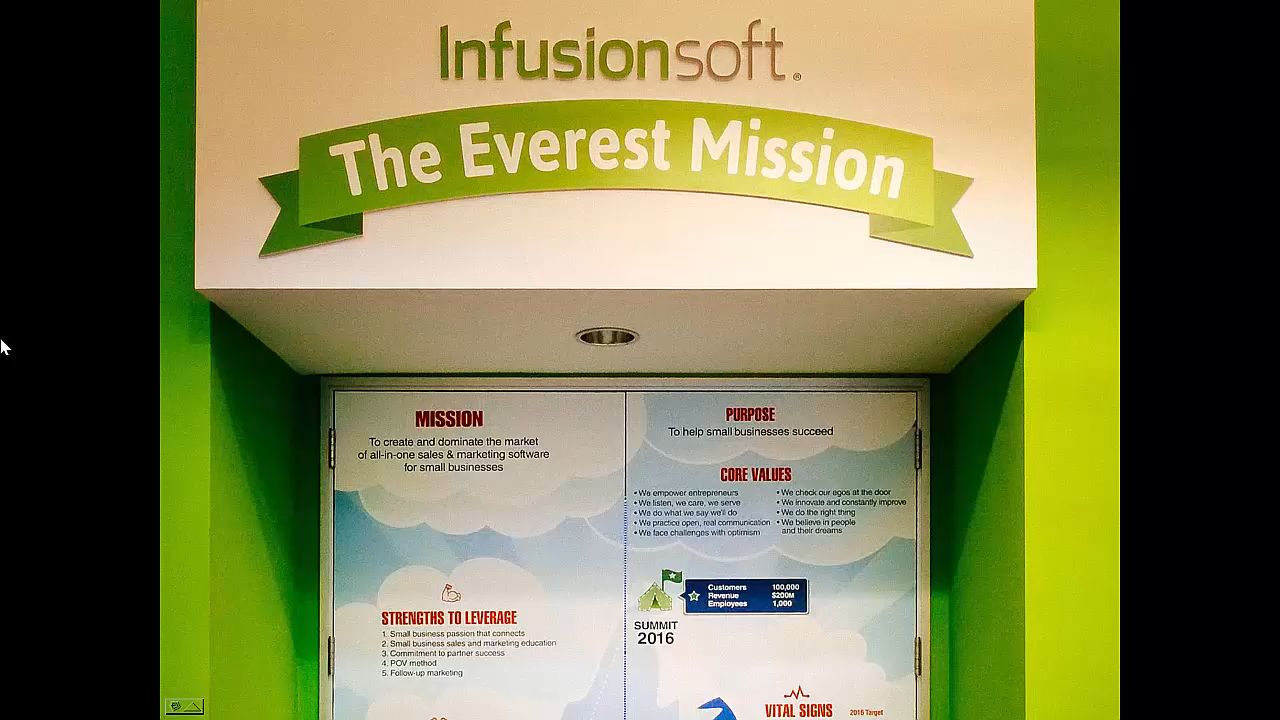 Infusionsoft®
The Everest Mission
MISSION
To create and dominate the market
of all-in-one sales & marketing software
for small businesses
PURPOSE
To help small businesses succeed
CORE VALUES
• We empower entrepreneurs
• We listen, we care, we serve
• We do what we say we'll do
• We practice open, real communication
• We face challenges with optimism
• We check our egos at the door
• We innovate and constantly improve
• We do the right thing
• We believe in people
and their dreams
STRENGTHS TO LEVERAGE
1. Small business passion that connects
2. Small business sales and marketing education
3. Commitment to partner success
4. POV method
5. Follow-up marketing
Customers 100,000
Revenue $200M
Employees 1,000
SUMMIT
2016
VITAL SIGNS 2016 Target